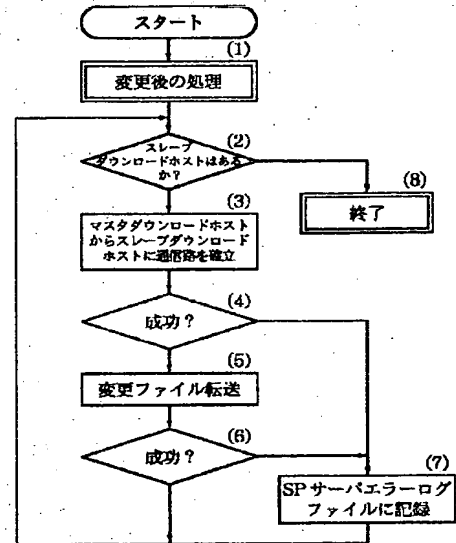 スタート
(1)
変更後の処理
(2)
スレーブ
ダウンロードホストはある
か?
(8)
終了
(3)
マスタダウンロードホスト
からスレーブダウンロード
ホストに通信路を確立
(4)
成功?
(5)
変更ファイル転送
(6)
成功?
(7)
SPサーバエラーログ
ファイルに記録